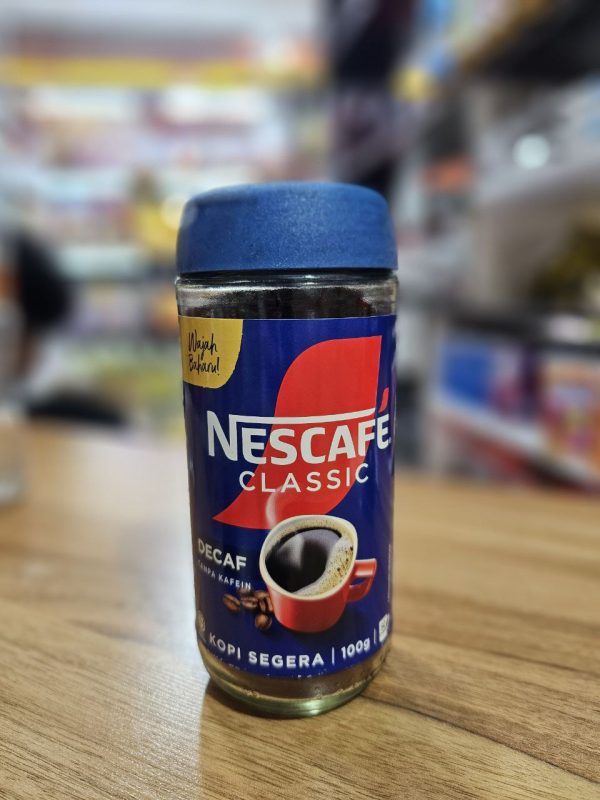 Wajah
Baharu!
NESCAFÉ
CLASSIC
DECAF
TANPA KAFEIN
KOPI SEGERA | 100g